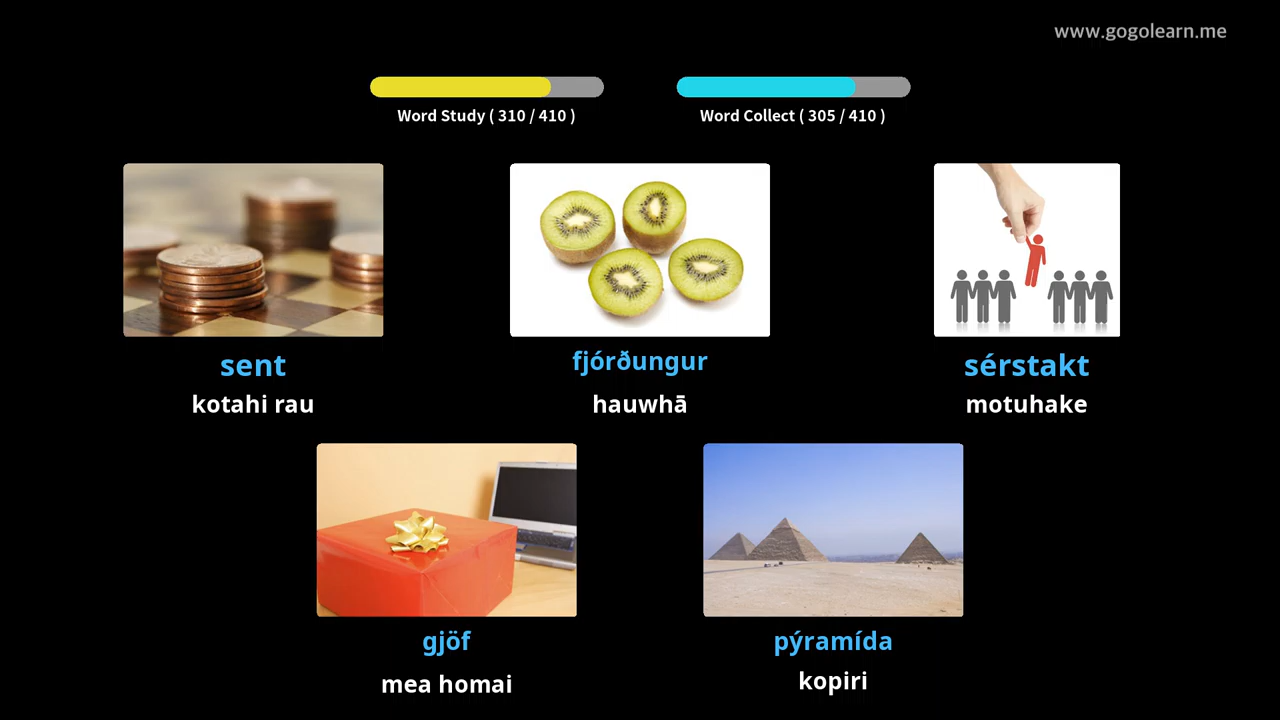 www.gogolearn.me
Word Study ( 310 / 410 )
Word Collect ( 305 / 410 )
sent
kotahi rau
fjórðungur
hauwhā
sérstakt
motuhake
gjöf
mea homai
pýramída
kopiri